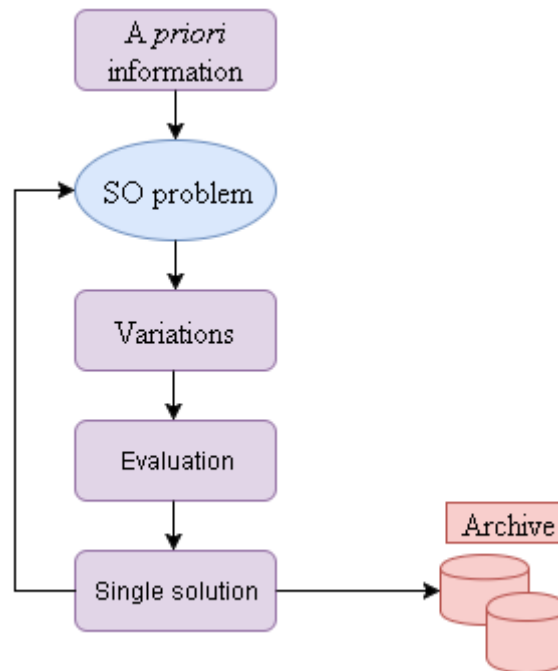 A priori
information
SO problem
Variations
Evaluation
Archive
Single solution